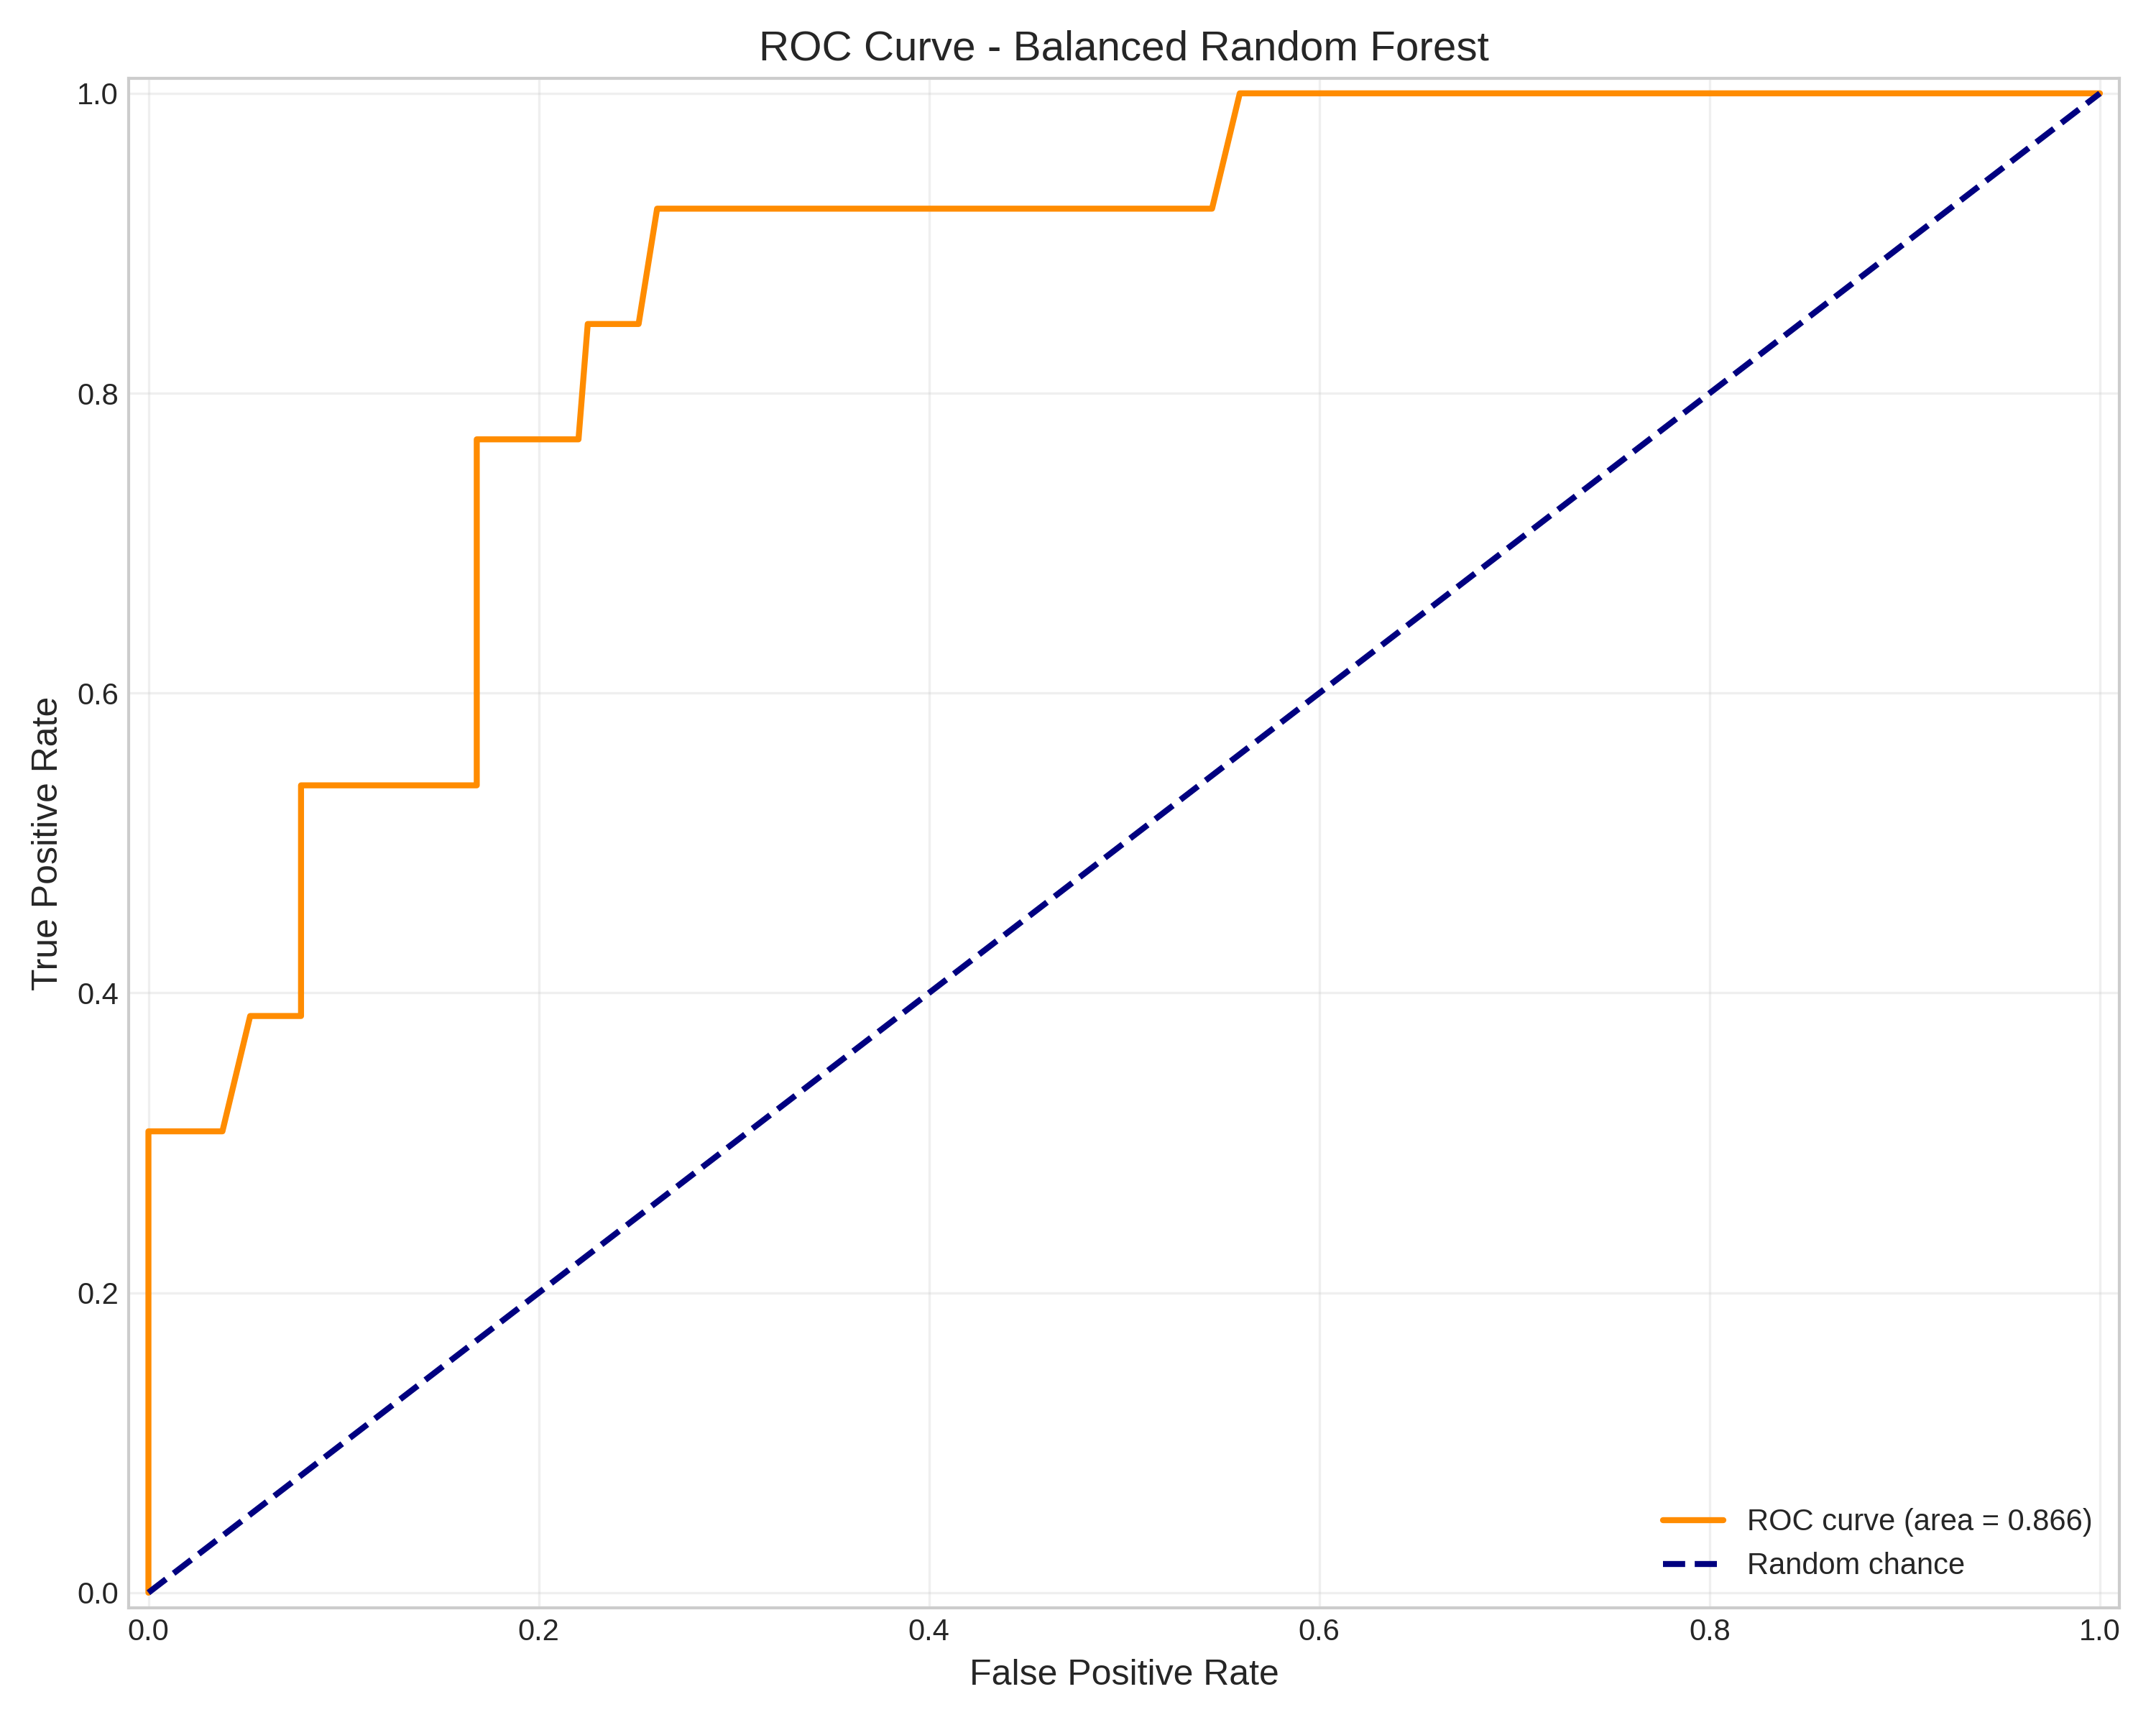 ROC Curve - Balanced Random Forest
1.0
0.8
0.6
0.4
0.2
0.0
True Positive Rate
0.0 0.2 0.4 0.6 0.8 1.0
False Positive Rate
ROC curve (area = 0.866)
Random chance